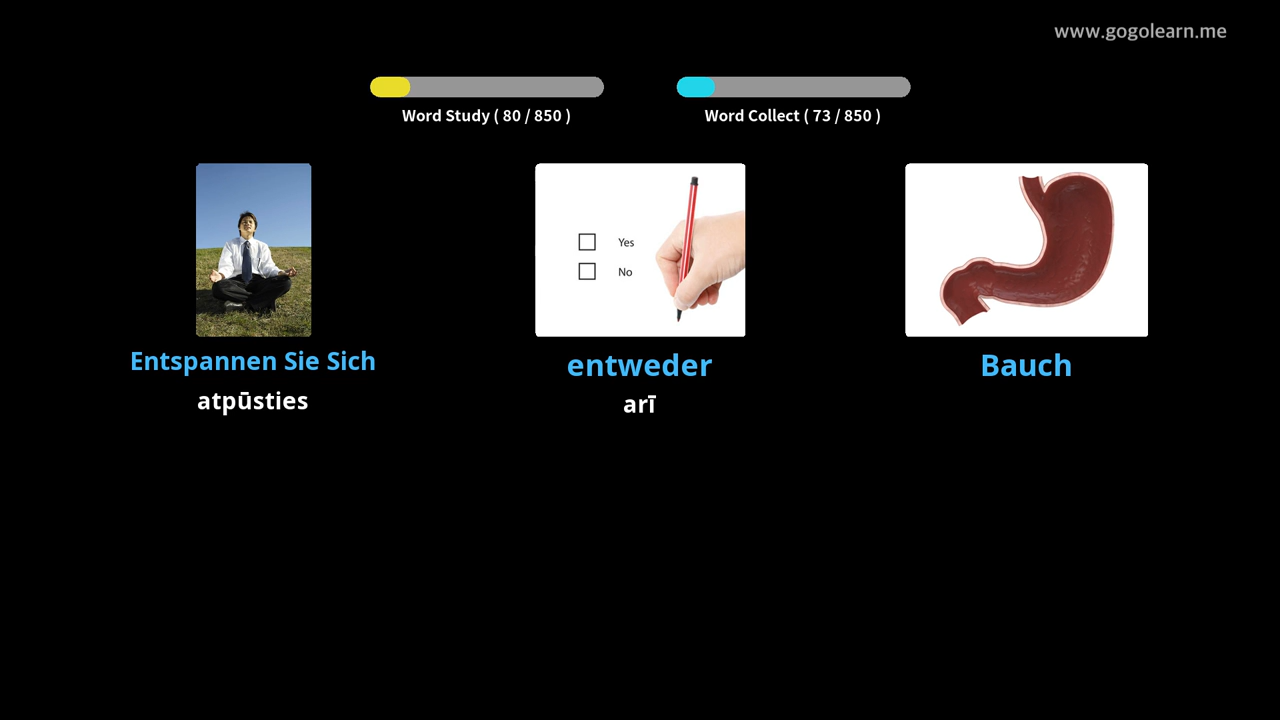 www.gogolearn.me
Word Study ( 80 / 850 )
Word Collect ( 73 / 850 )
Yes
No
Entspannen Sie Sich
entweder
Bauch
atpūsties
arī